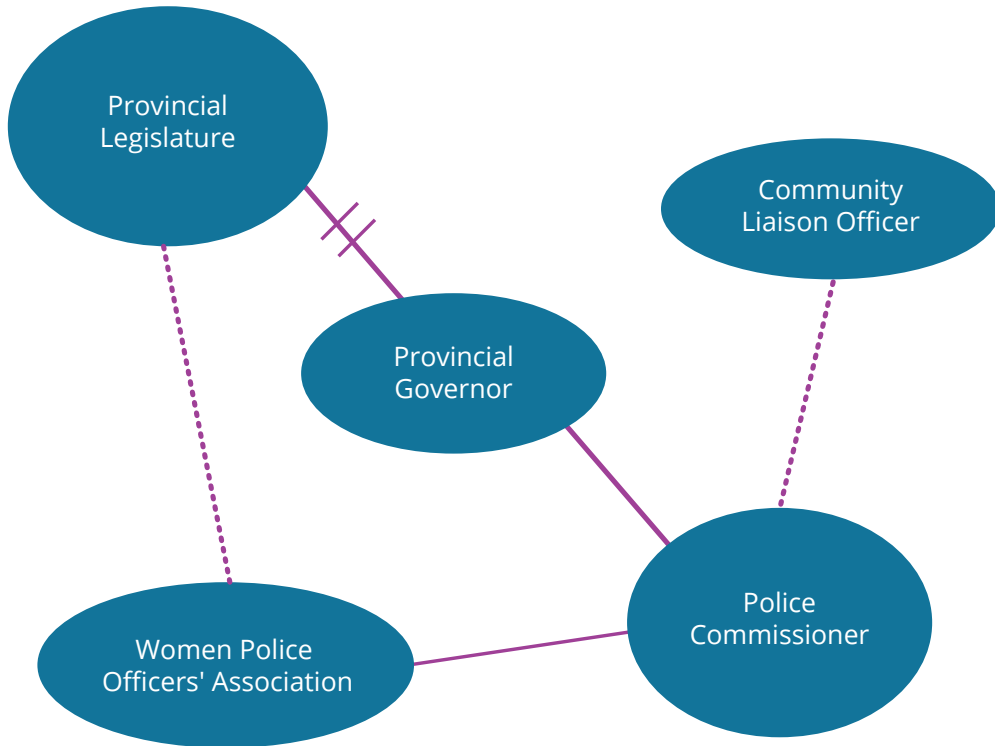 Provincial
Legislature
Community
Liaison Officer
Provincial
Governor
Police
Commissioner
Women Police
Officers' Association